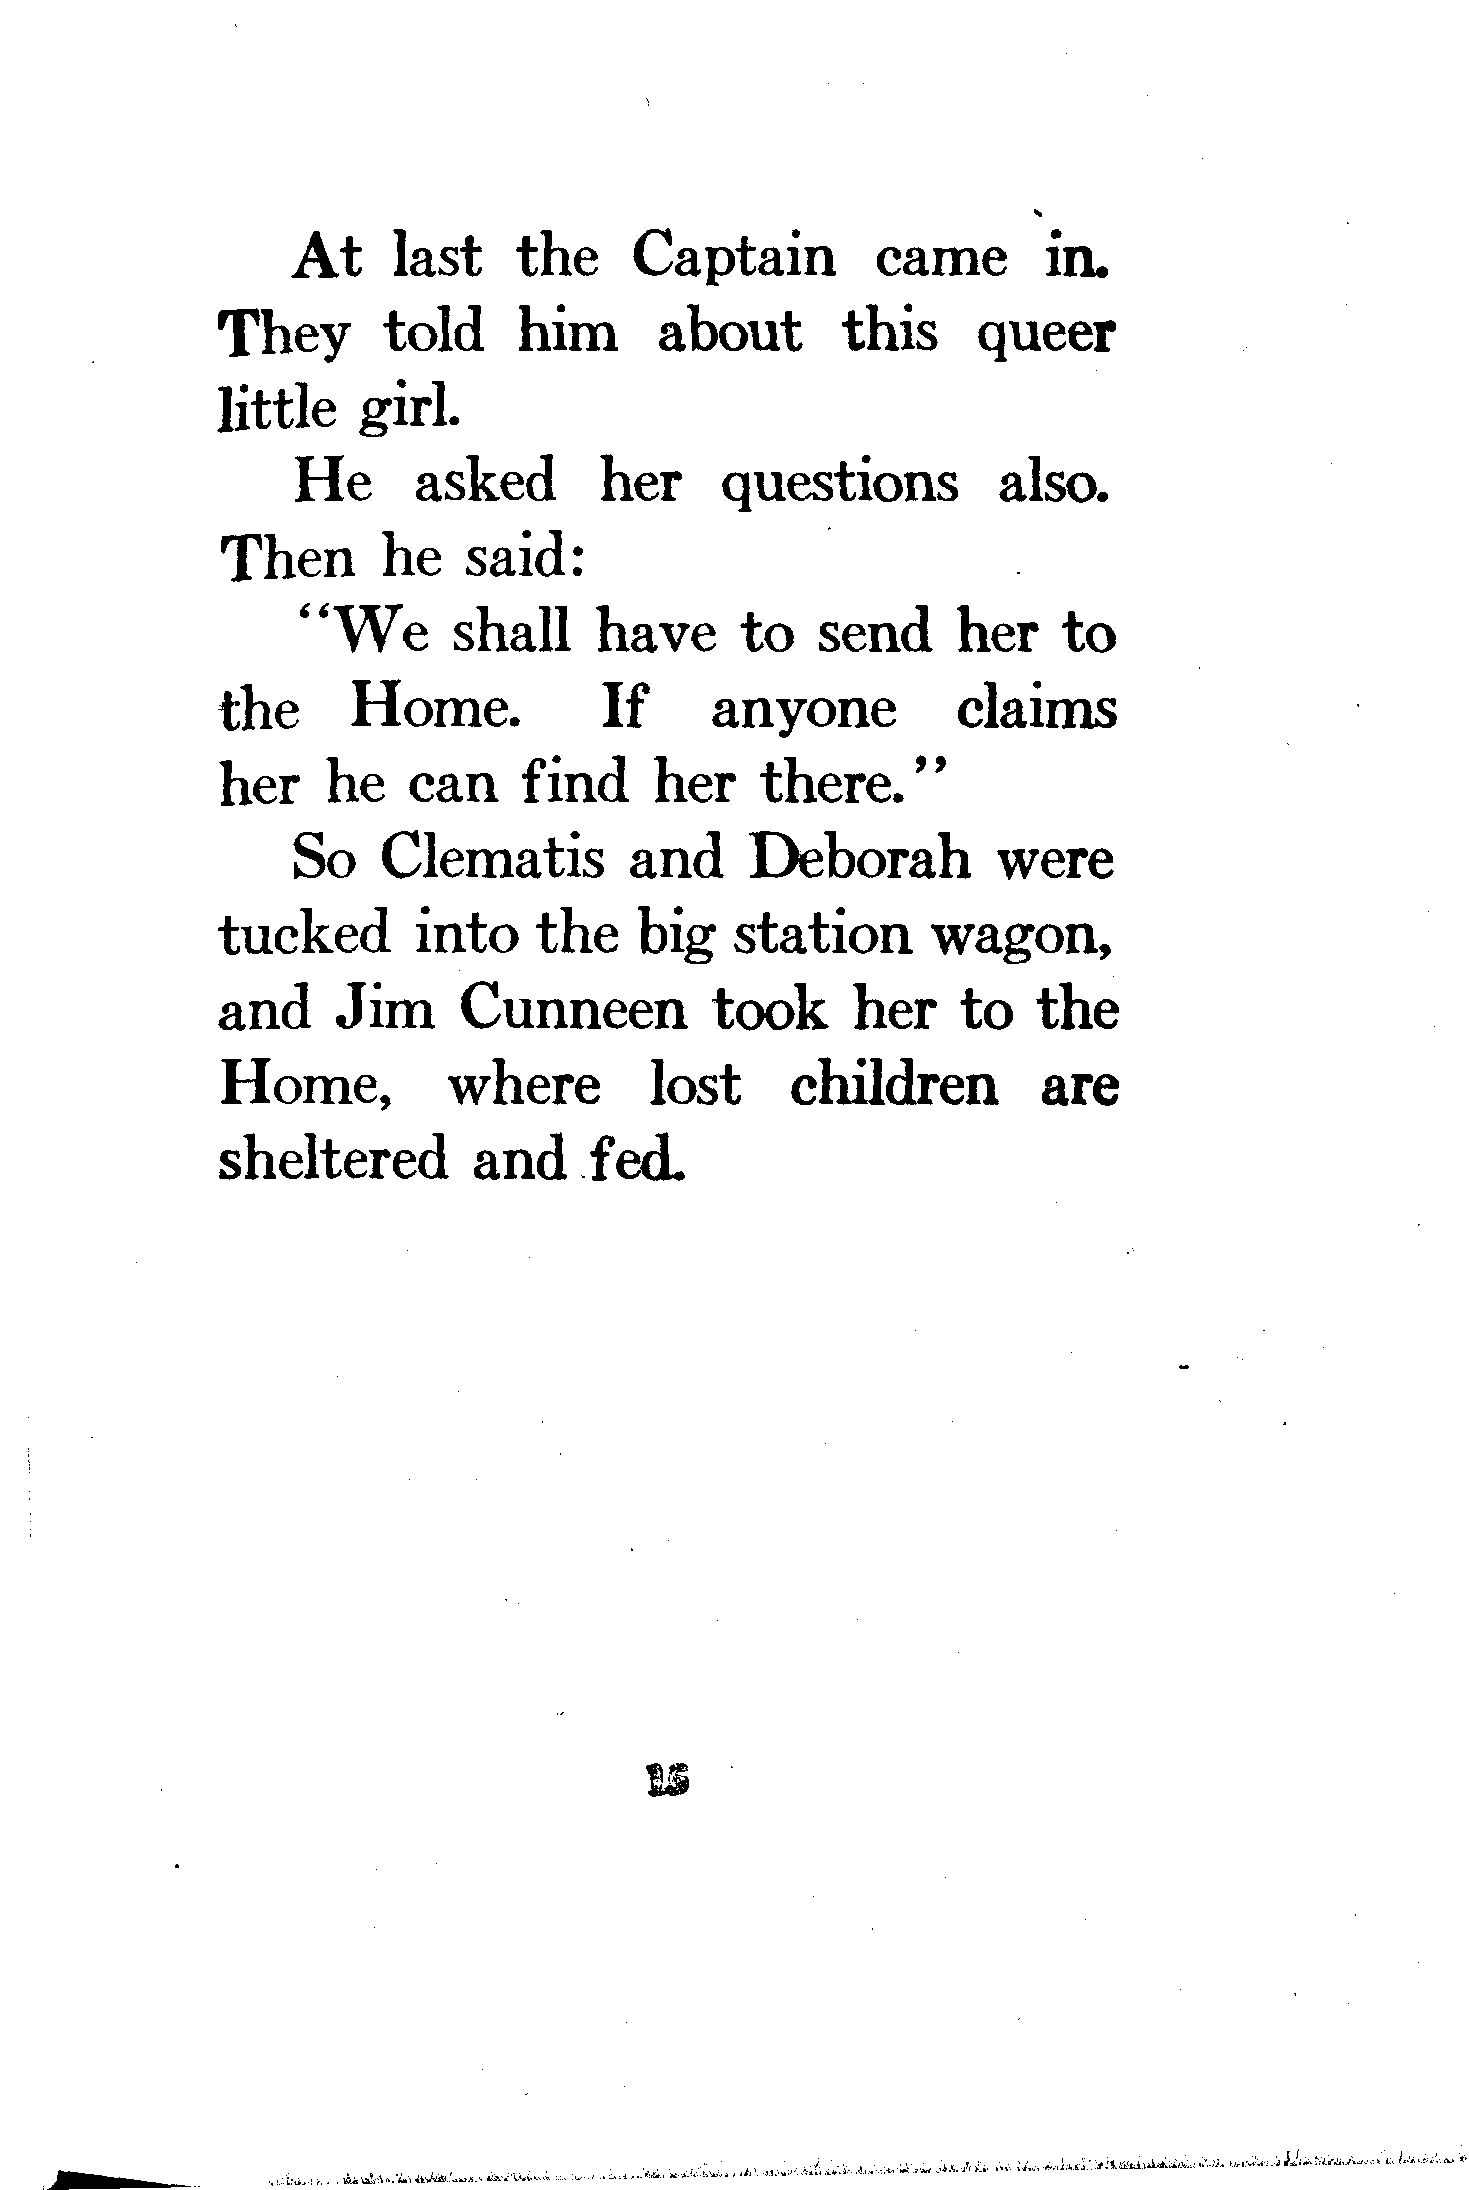 At last the Captain came in.
They told him about this queer
little girl.
He asked her questions also.
Then he said:
“We shall have to send her to
the Home. If anyone claims
her he can find her there.”
So Clematis and Deborah were
tucked into the big station wagon,
and Jim Cunneen took her to the
Home, where lost children are
sheltered and fed.
15